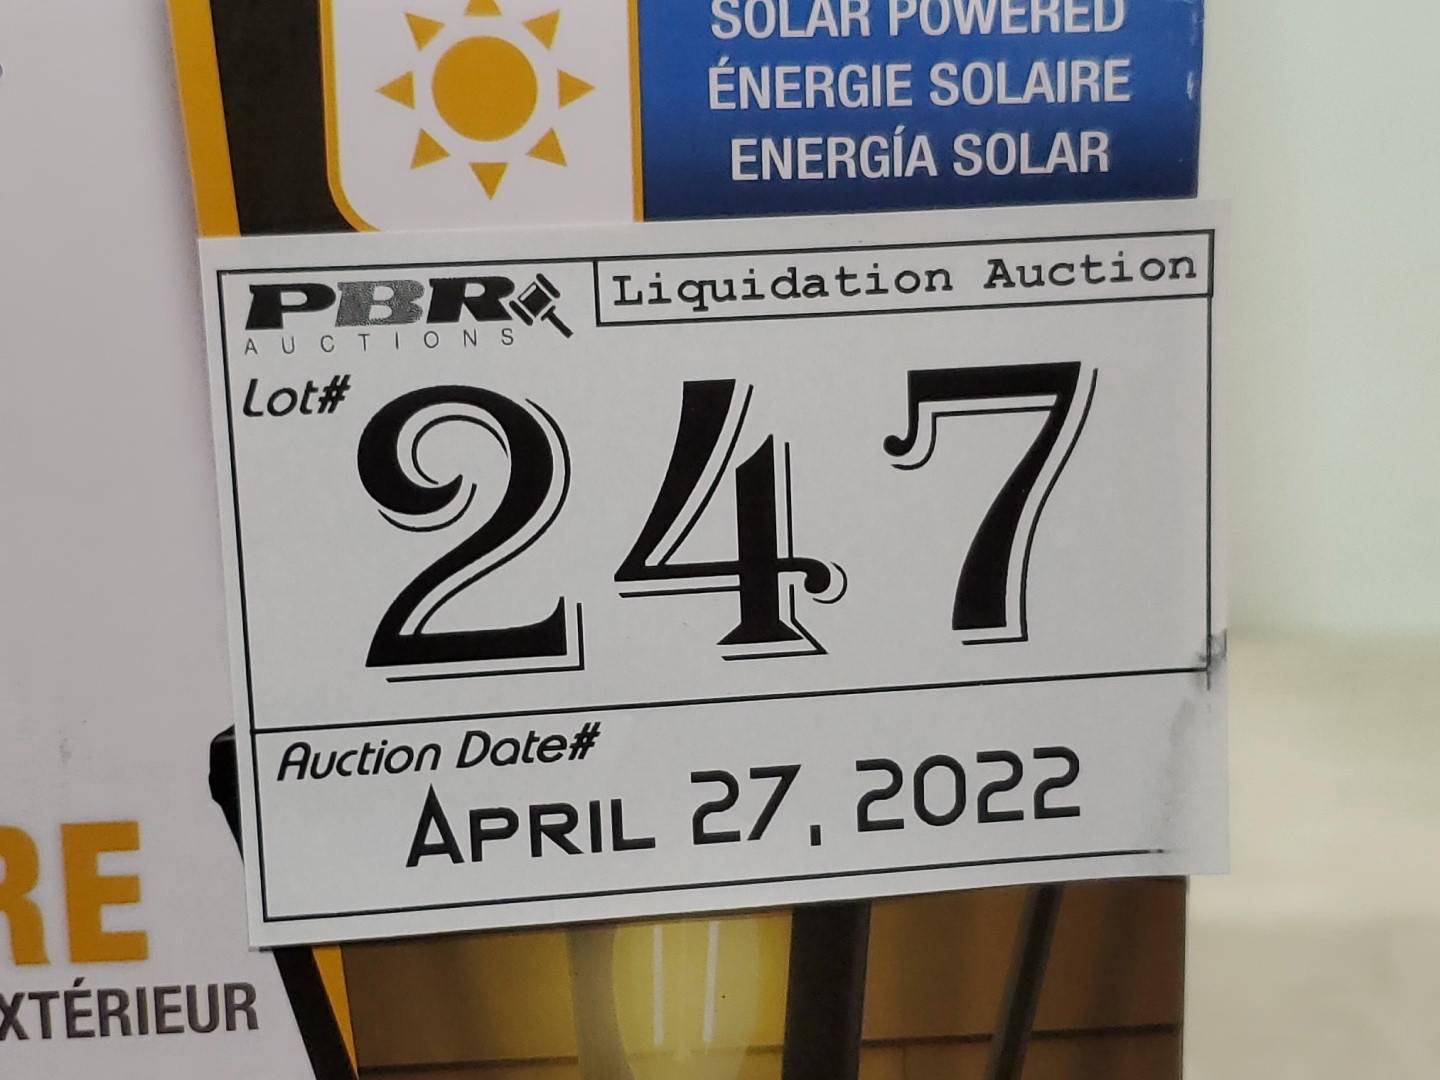 SOLAR POWERED
ÉNERGIE SOLAIRE
ENERGÍA SOLAR
PBR
AUCTIONS
Liquidation Auction
Lot#
247
Auction Date#
April 27, 2022
RE
XTÉRIEUR